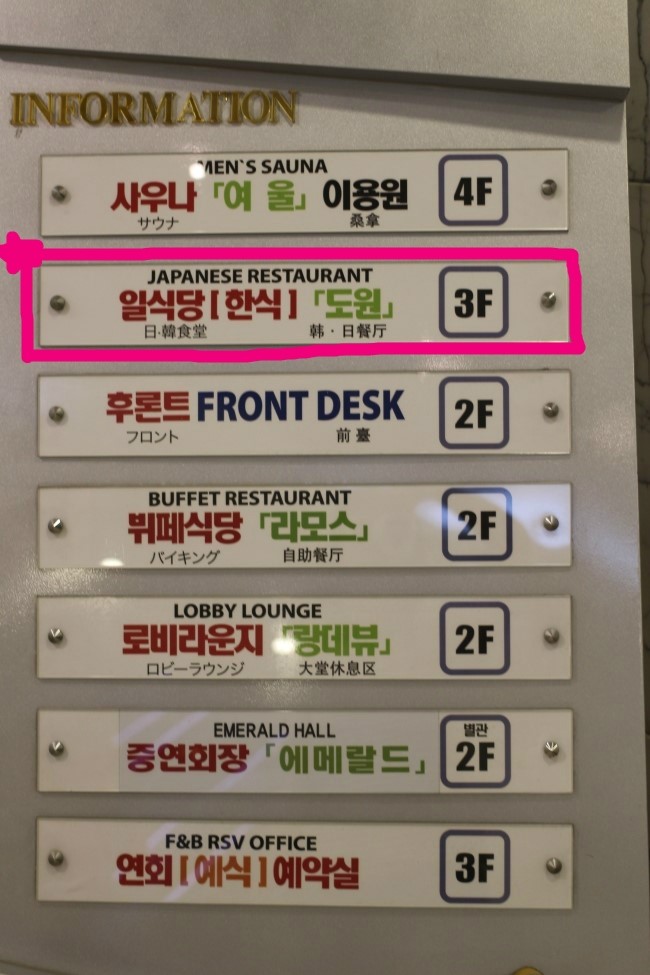 INFORMATION
MEN`S SAUNA
사우나 「여 울」 이용원
サウナ 桑拿
4F
JAPANESE RESTAURANT
일식당 [ 한식 ] 「도원」
日·韓食堂 韩·日餐厅
3F
후론트 FRONT DESK
フロント 前 臺
2F
BUFFET RESTAURANT
뷔페식당 「라모스」
バイキング 自助餐厅
2F
LOBBY LOUNGE
로비라운지 「랑데뷰」
ロビーラウンジ 大堂休息区
2F
EMERALD HALL
중연회장 「에메랄드」
별관
2F
F&B RSV OFFICE
연회 [ 예식 ] 예약실
3F